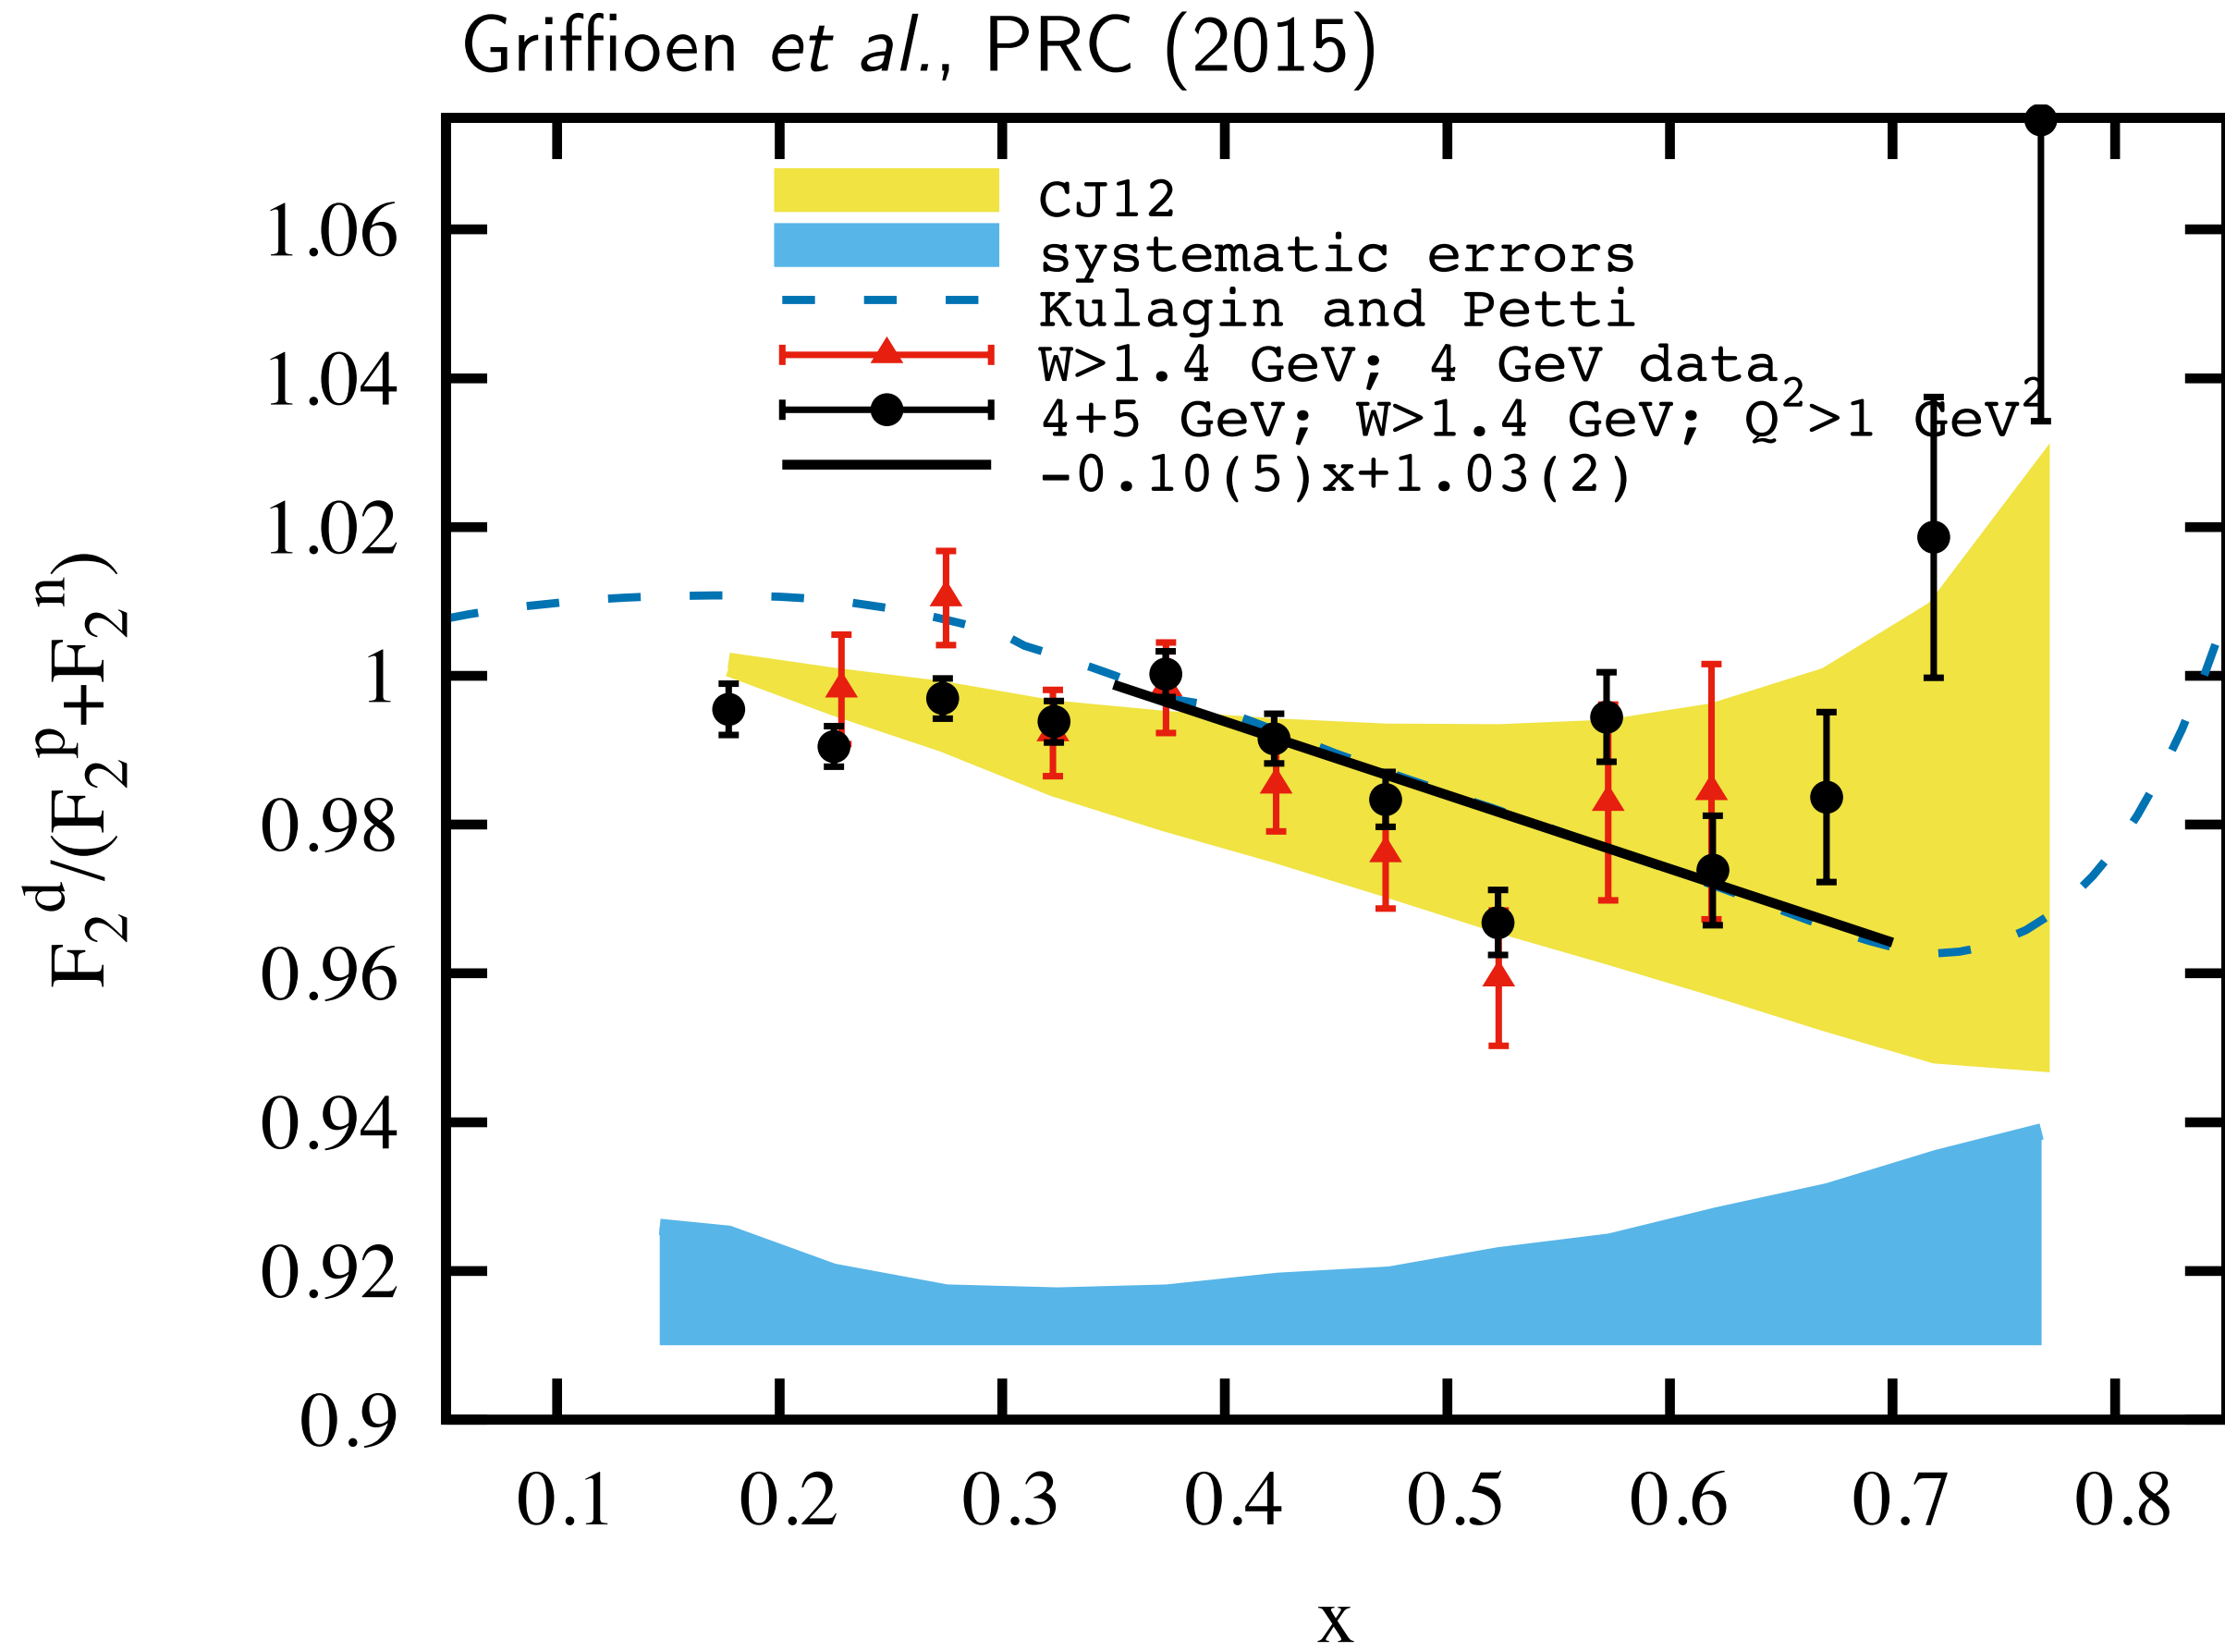 Griffioen et al., PRC (2015)
CJ12
systematic errors
Kulagin and Petti
W>1.4 GeV; 4 GeV data
4+5 GeV; W>1.4 GeV; Q²>1 GeV²
-0.10(5)x+1.03(2)
F₂ᵈ/(F₂ᵖ+F₂ⁿ)
1.06
1.04
1.02
1
0.98
0.96
0.94
0.92
0.9
0.1 0.2 0.3 0.4 0.5 0.6 0.7 0.8
x